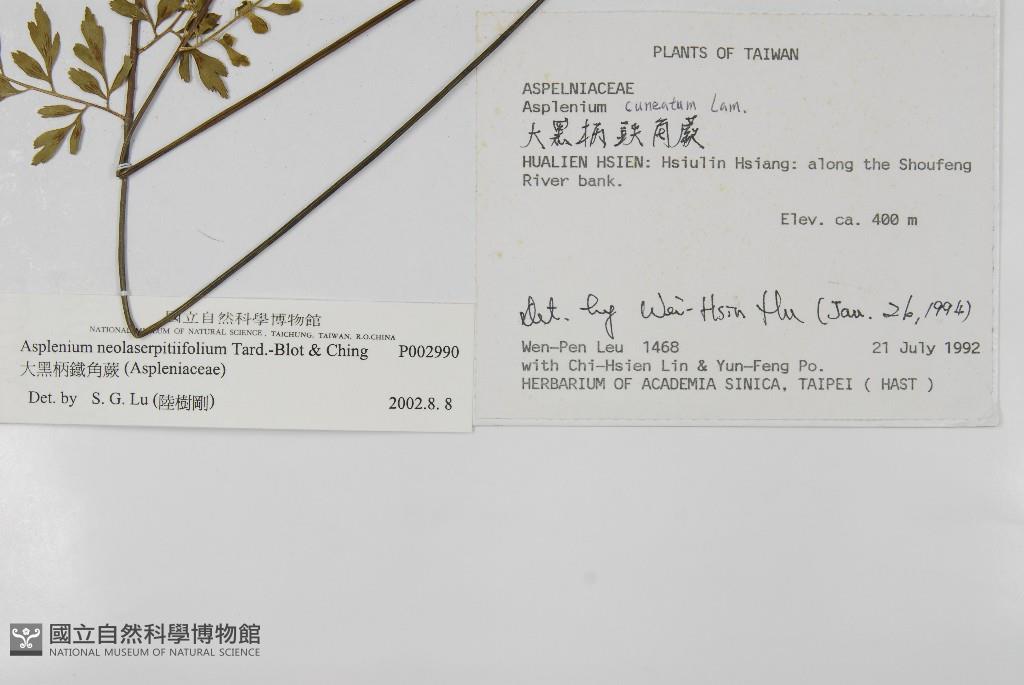 PLANTS OF TAIWAN
ASPELNIACEAE
Asplenium cuneatum Lam.
大黑柄鉄角蕨
HUALIEN HSIEN: Hsiulin Hsiang: along the Shoufeng
River bank.
Elev. ca. 400 m
Det. by Wei-Hsin Hu (Jan. 26, 1994)
Wen-Pen Leu 1468 21 July 1992
with Chi-Hsien Lin & Yun-Feng Po.
HERBARIUM OF ACADEMIA SINICA, TAIPEI ( HAST )
國立自然科學博物館
NATIONAL MUSEUM OF NATURAL SCIENCE, TAICHUNG, TAIWAN, R.O.CHINA
Asplenium neolaserpitiifolium Tard.-Blot & Ching P002990
大黑柄鐵角蕨 (Aspleniaceae)
Det. by S. G. Lu (陸樹剛)
2002.8. 8
國立自然科學博物館
NATIONAL MUSEUM OF NATURAL SCIENCE